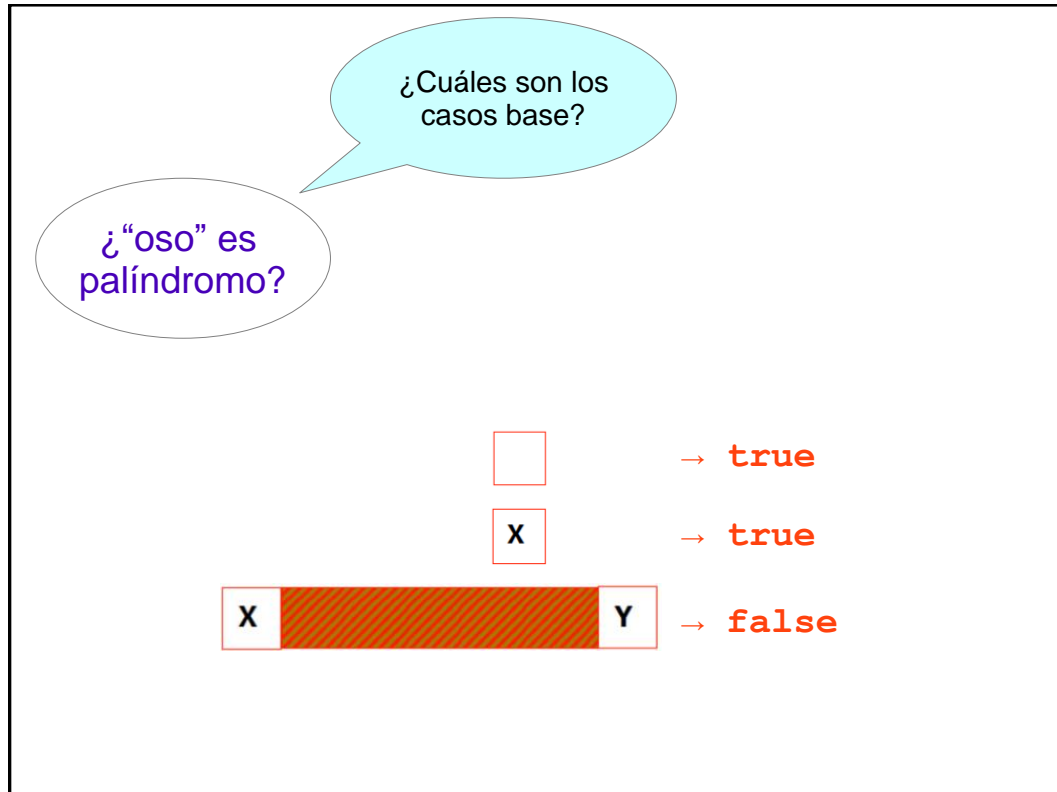 ¿Cuáles son los
casos base?
¿“oso” es
palíndromo?
→ true
X → true
X Y → false